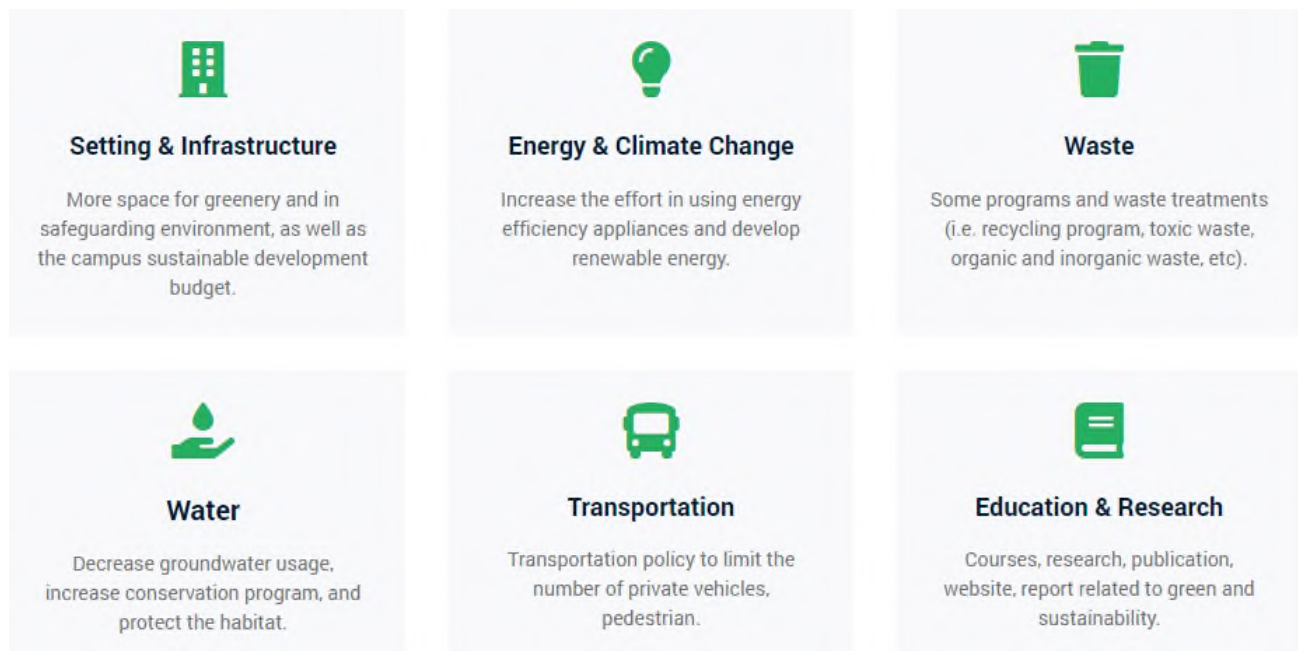 Setting & Infrastructure
More space for greenery and in
safeguarding environment, as well as
the campus sustainable development
budget.
Energy & Climate Change
Increase the effort in using energy
efficiency appliances and develop
renewable energy.
Waste
Some programs and waste treatments
(i.e. recycling program, toxic waste,
organic and inorganic waste, etc).
Water
Decrease groundwater usage,
increase conservation program, and
protect the habitat.
Transportation
Transportation policy to limit the
number of private vehicles,
pedestrian.
Education & Research
Courses, research, publication,
website, report related to green and
sustainability.